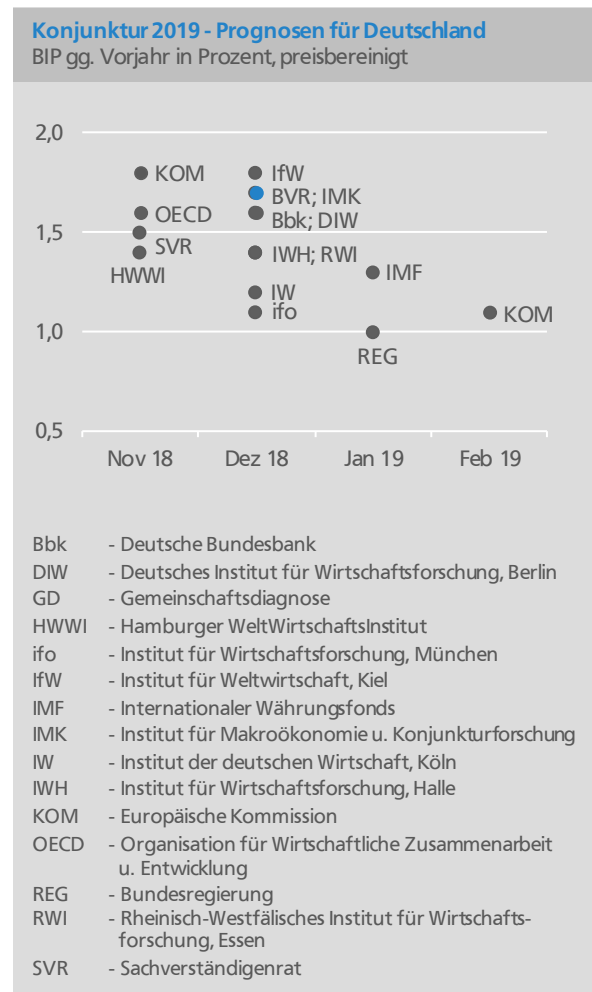 Konjunktur 2019 - Prognosen für Deutschland
BIP gg. Vorjahr in Prozent, preisbereinigt
2,0
KOM
IfW
BVR; IMK
OECD
Bbk; DIW
1,5
SVR
IWH; RWI
HWWI
IMF
IW
ifo
KOM
1,0
REG
0,5
Nov 18 Dez 18 Jan 19 Feb 19
Bbk - Deutsche Bundesbank
DIW - Deutsches Institut für Wirtschaftsforschung, Berlin
GD - Gemeinschaftsdiagnose
HWWI - Hamburger WeltWirtschaftsInstitut
ifo - Institut für Wirtschaftsforschung, München
IfW - Institut für Weltwirtschaft, Kiel
IMF - Internationaler Währungsfonds
IMK - Institut für Makroökonomie u. Konjunkturforschung
IW - Institut der deutschen Wirtschaft, Köln
IWH - Institut für Wirtschaftsforschung, Halle
KOM - Europäische Kommission
OECD - Organisation für Wirtschaftliche Zusammenarbeit
u. Entwicklung
REG - Bundesregierung
RWI - Rheinisch-Westfälisches Institut für Wirtschafts-
forschung, Essen
SVR - Sachverständigenrat